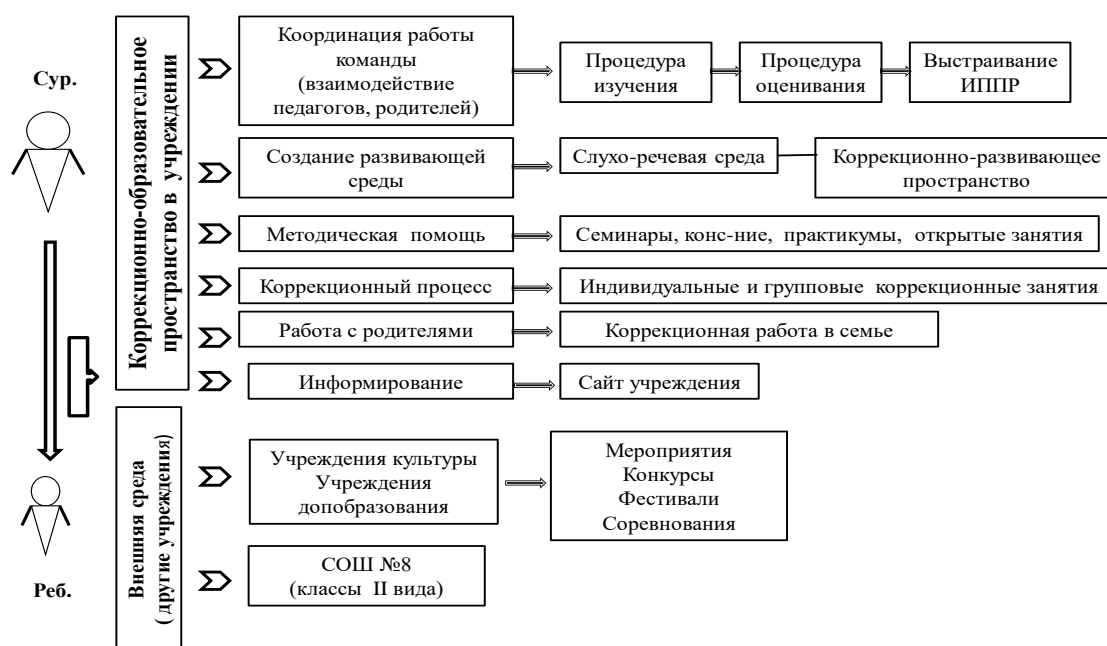 Сур.
Реб.
Коррекционно-образовательное
пространство в учреждении
Координация работы
команды
(взаимодействие
педагогов, родителей)
Процедура
изучения
Процедура
оценивания
Выстраивание
ИППР
Создание развивающей
среды
Слухо-речевая среда
Коррекционно-развивающее
пространство
Методическая помощь
Семинары, конс-ние, практикумы, открытые занятия
Коррекционный процесс
Индивидуальные и групповые коррекционные занятия
Работа с родителями
Коррекционная работа в семье
Информирование
Сайт учреждения
Внешняя среда
( другие учреждения)
Учреждения культуры
Учреждения
допобразования
Мероприятия
Конкурсы
Фестивали
Соревнования
СОШ №8
(классы II вида)